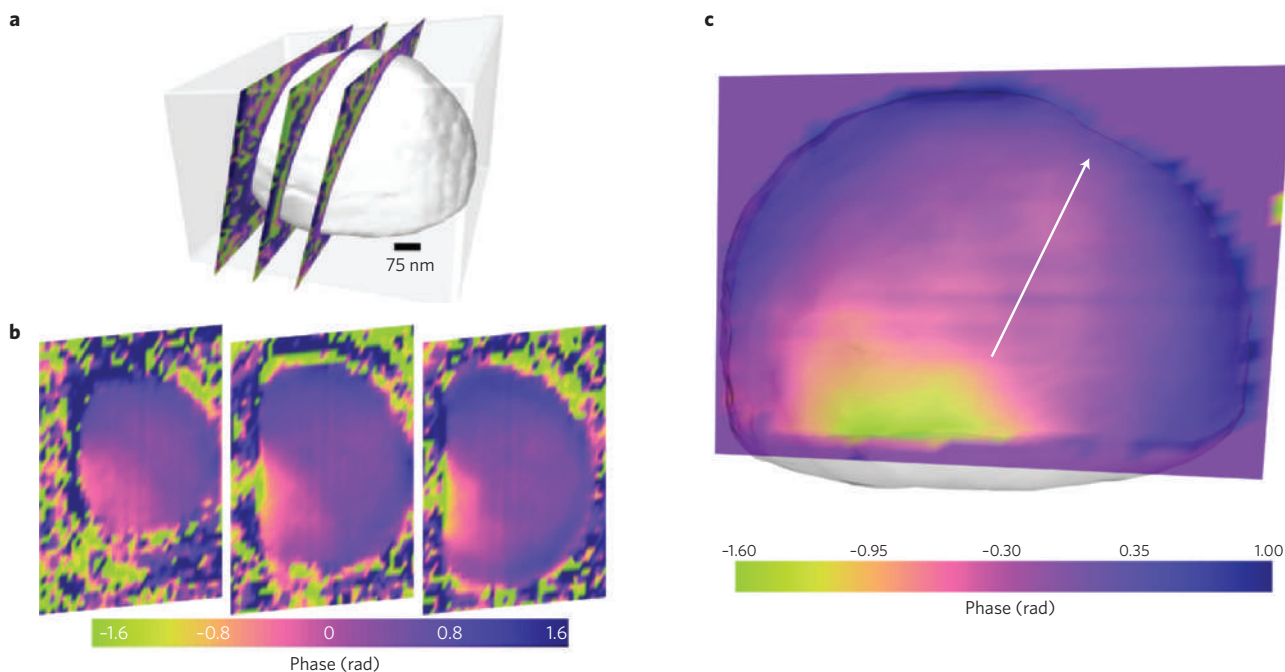 a
75 nm
b
–1.6 –0.8 0 0.8 1.6
Phase (rad)
c
–1.60 –0.95 –0.30 0.35 1.00
Phase (rad)